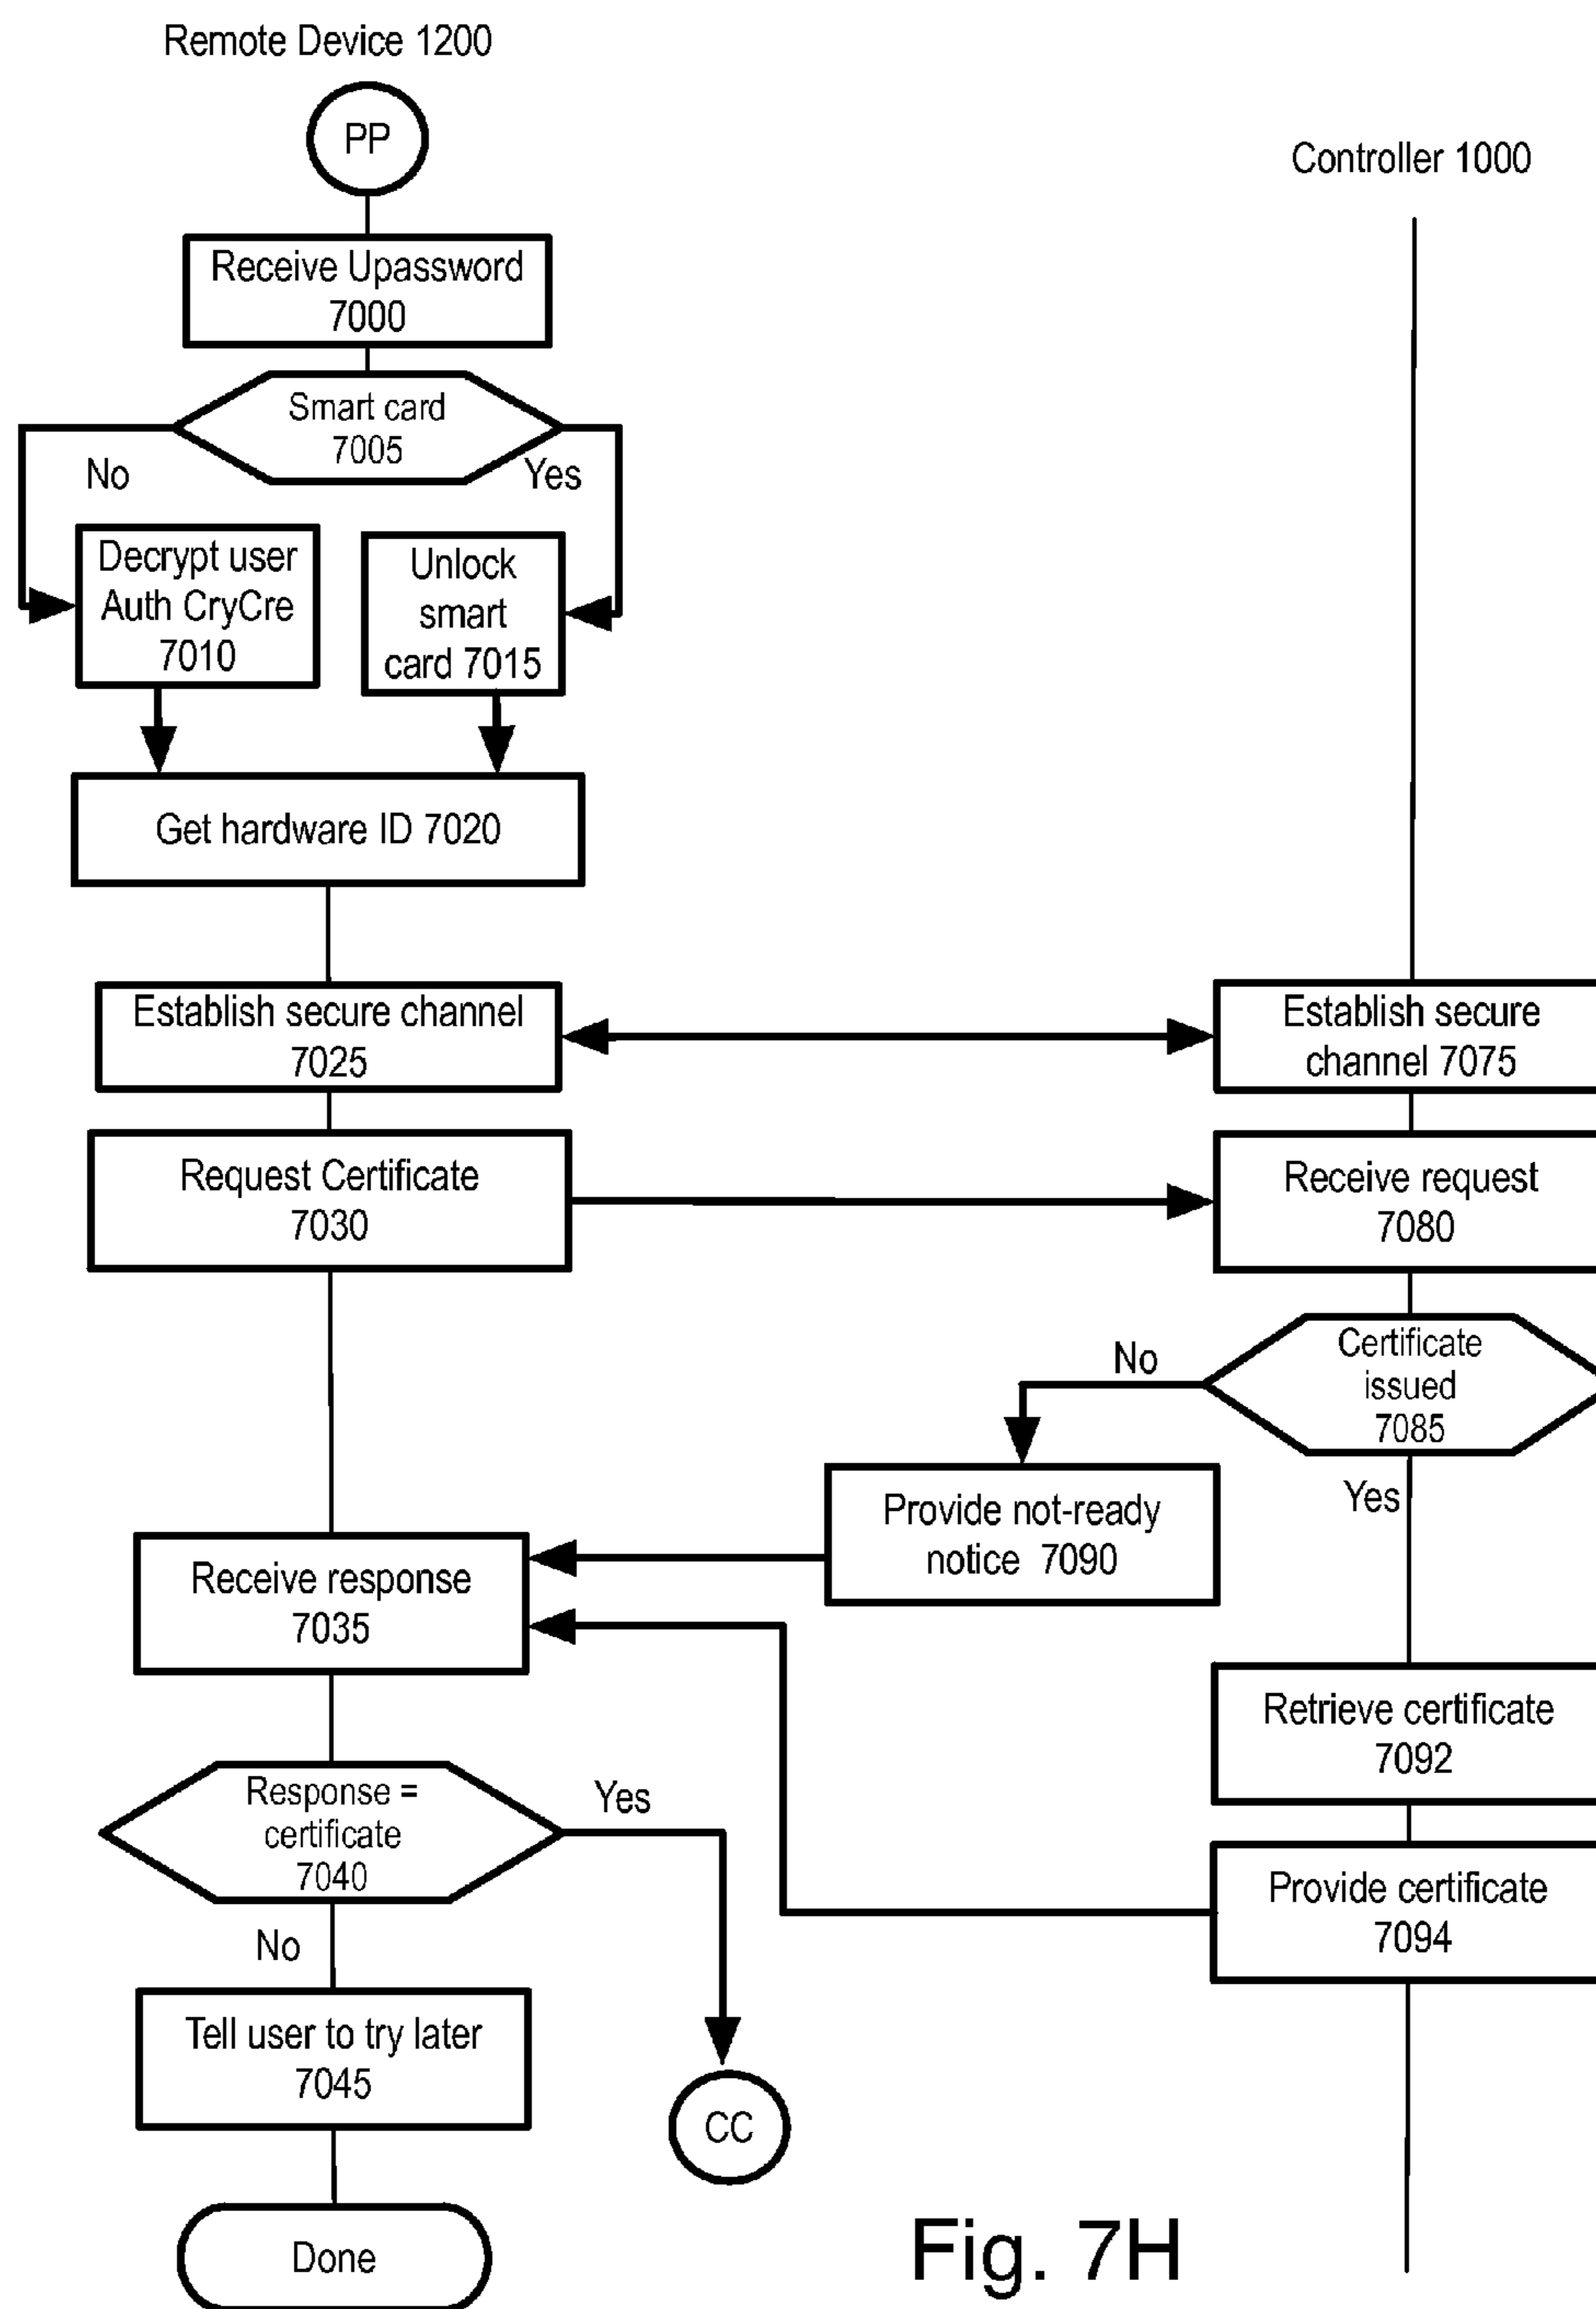 Remote Device 1200
PP
Controller 1000
Receive Upassword
7000
Smart card
7005
No
Yes
Decrypt user
Auth CryCre
7010
Unlock
smart
card 7015
Get hardware ID 7020
Establish secure channel
7025
Establish secure
channel 7075
Request Certificate
7030
Receive request
7080
Certificate
issued
7085
No
Yes
Provide not-ready
notice 7090
Receive response
7035
Retrieve certificate
7092
Response =
certificate
7040
Yes
No
Provide certificate
7094
Tell user to try later
7045
CC
Done
Fig. 7H